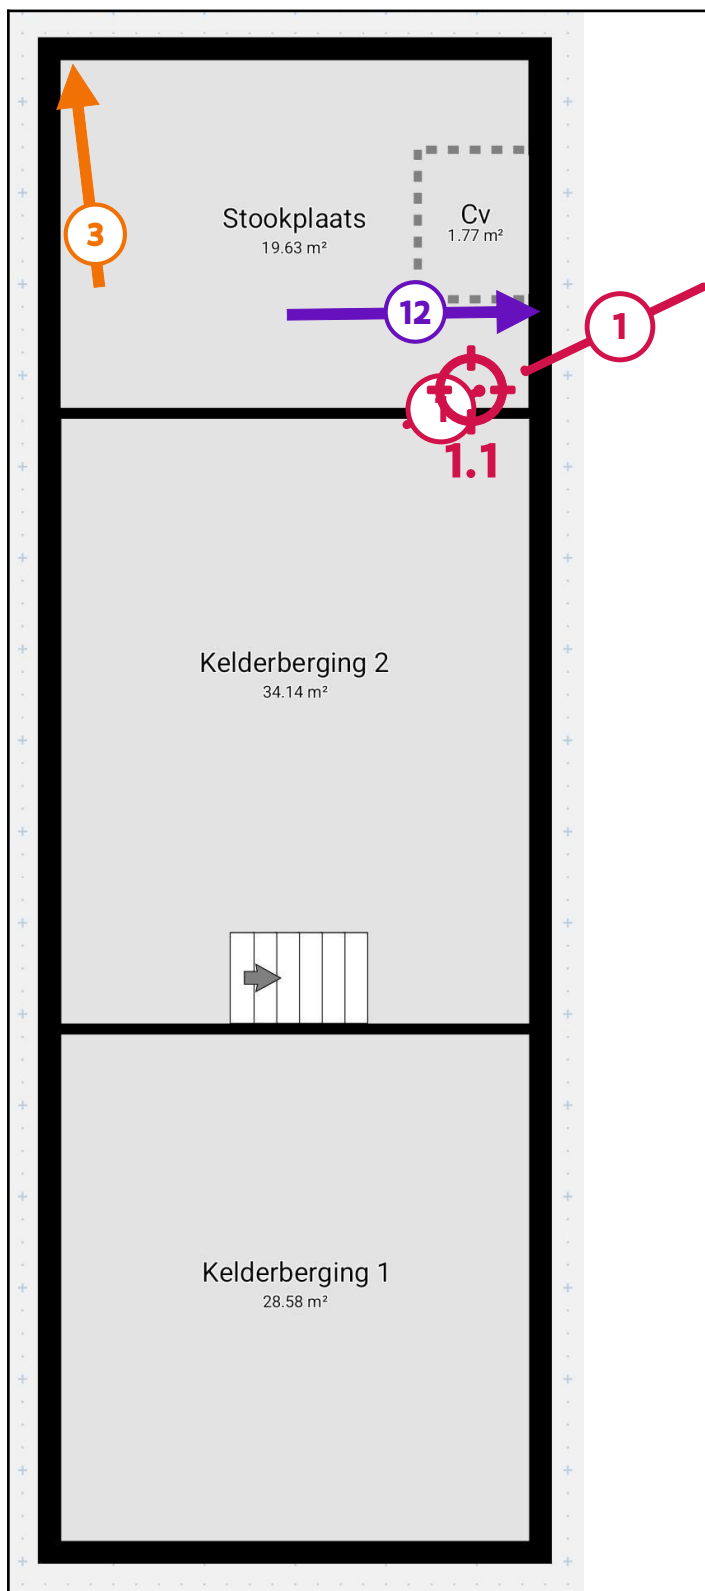 Stookplaats
19.63 m²
Cv
1.77 m²
3
12
1
1
1.1
Kelderberging 2
34.14 m²
Kelderberging 1
28.58 m²